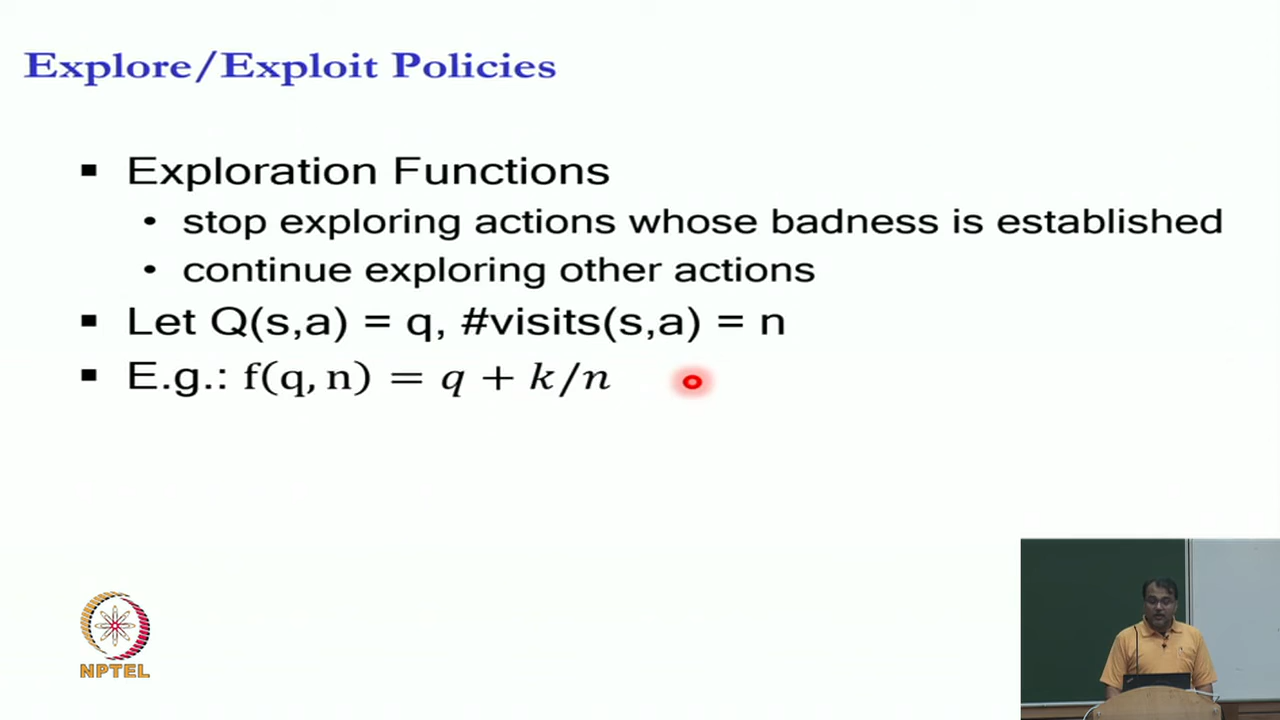 Explore/Exploit Policies
▪ Exploration Functions
• stop exploring actions whose badness is established
• continue exploring other actions
▪ Let Q(s,a) = q, #visits(s,a) = n
▪ E.g.: f(q, n) = q + k/n
NPTEL